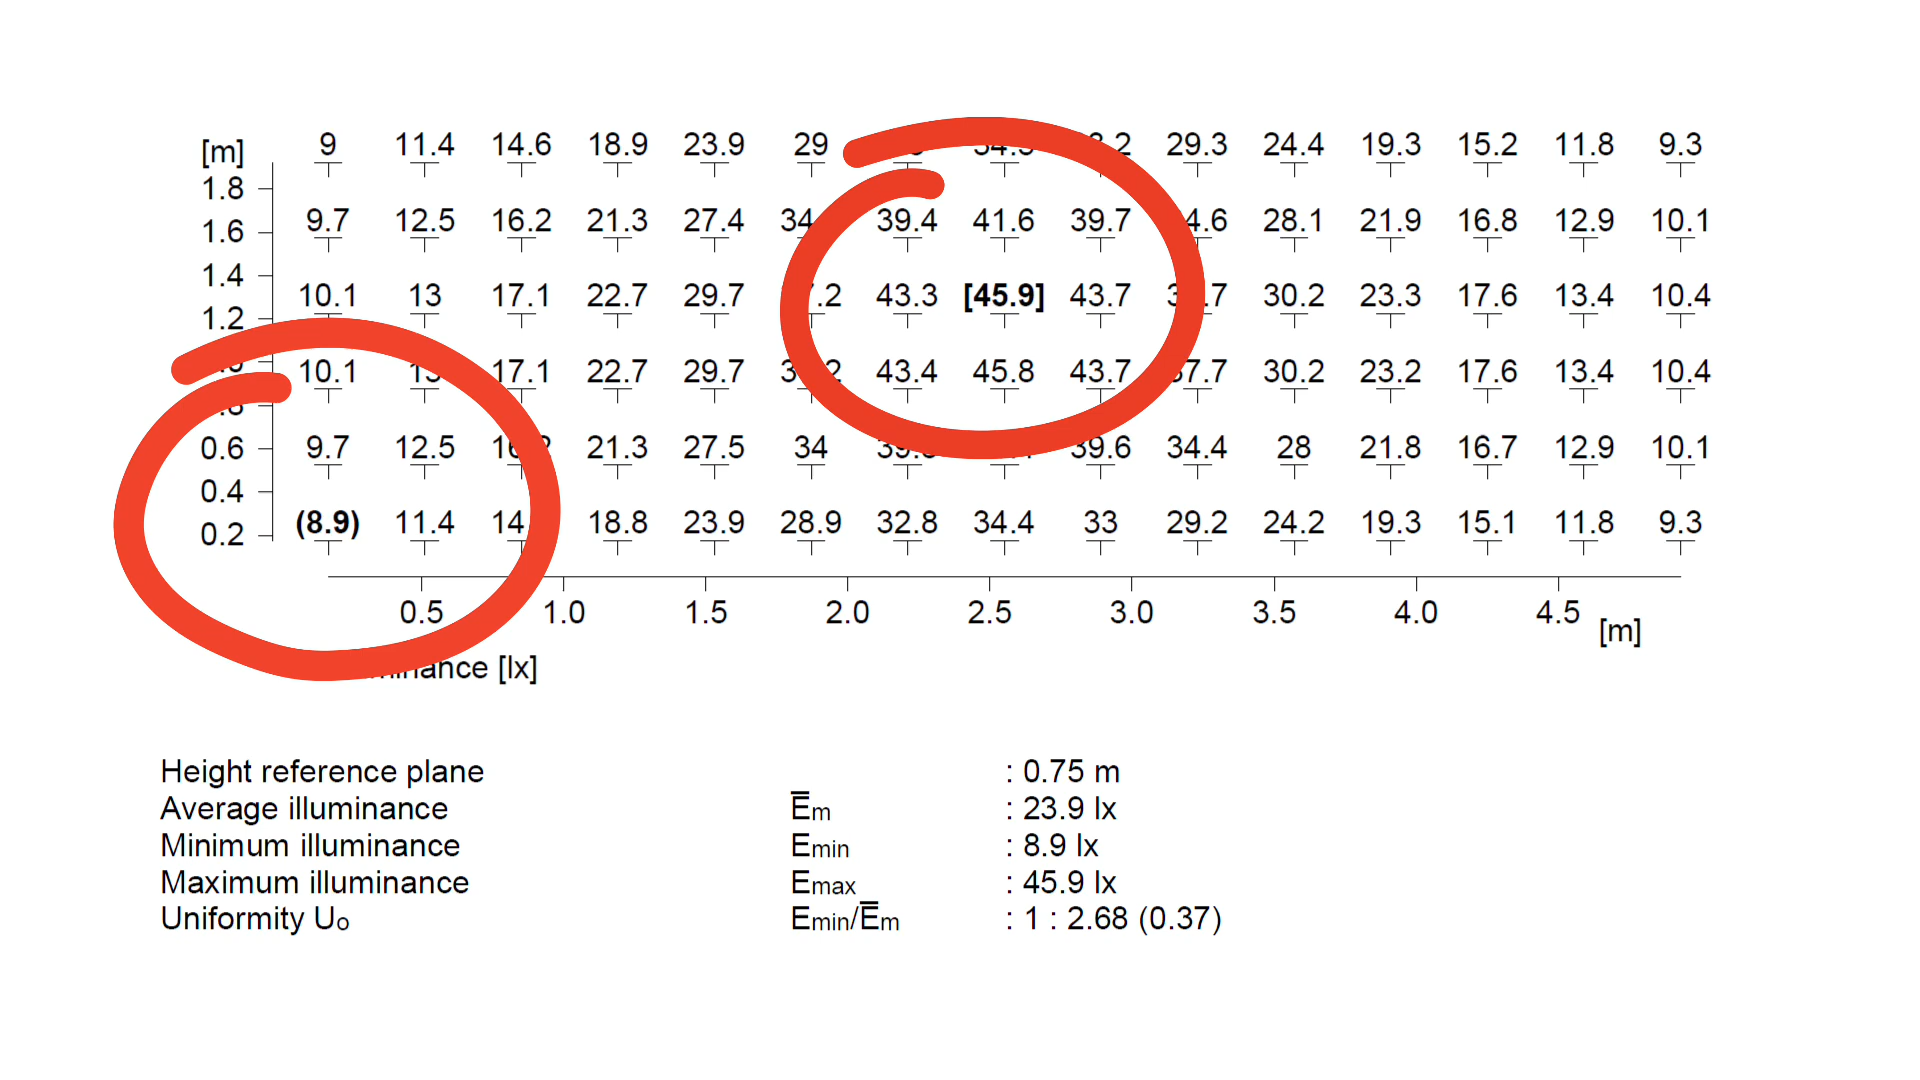 [m] 9 11.4 14.6 18.9 23.9 29 29.3 24.4 19.3 15.2 11.8 9.3
1.8
1.6 9.7 12.5 16.2 21.3 27.4 39.4 41.6 39.7 28.1 21.9 16.8 12.9 10.1
1.4
10.1 13 17.1 22.7 29.7 43.3 [45.9] 43.7 30.2 23.3 17.6 13.4 10.4
1.2
10.1 17.1 22.7 29.7 43.4 45.8 43.7 37.7 30.2 23.2 17.6 13.4 10.4
0.6 9.7 12.5 21.3 27.5 34 39.6 34.4 28 21.8 16.7 12.9 10.1
0.4
0.2 (8.9) 11.4 18.8 23.9 28.9 32.8 34.4 33 29.2 24.2 19.3 15.1 11.8 9.3
0.5 1.0 1.5 2.0 2.5 3.0 3.5 4.0 4.5 [m]
[lx]
Height reference plane : 0.75 m
Average illuminance Ēm : 23.9 lx
Minimum illuminance Emin : 8.9 lx
Maximum illuminance Emax : 45.9 lx
Uniformity Uo Emin/Ēm : 1 : 2.68 (0.37)